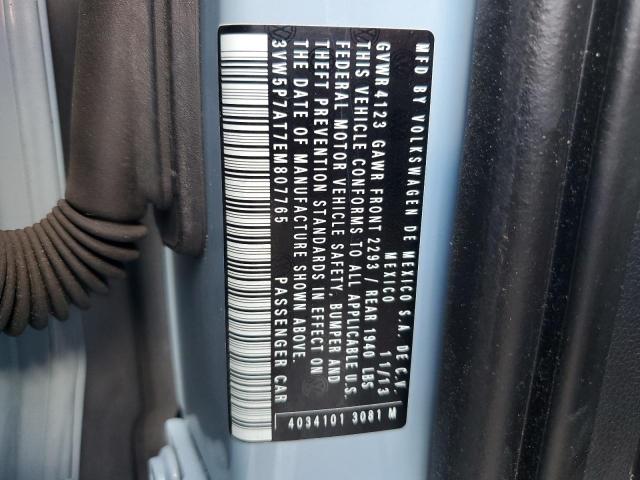 MFD BY VOLKSWAGEN DE MEXICO S.A. DE C.V.
MEXICO 11/13
GVWR 4123 GAWR FRONT 2293 / REAR 1940 LBS
THIS VEHICLE CONFORMS TO ALL APPLICABLE U.S.
FEDERAL MOTOR VEHICLE SAFETY, BUMPER AND
THEFT PREVENTION STANDARDS IN EFFECT ON
THE DATE OF MANUFACTURE SHOWN ABOVE.
3VW5P7AT7EM807765 PASSENGER CAR
4034101 3081 M